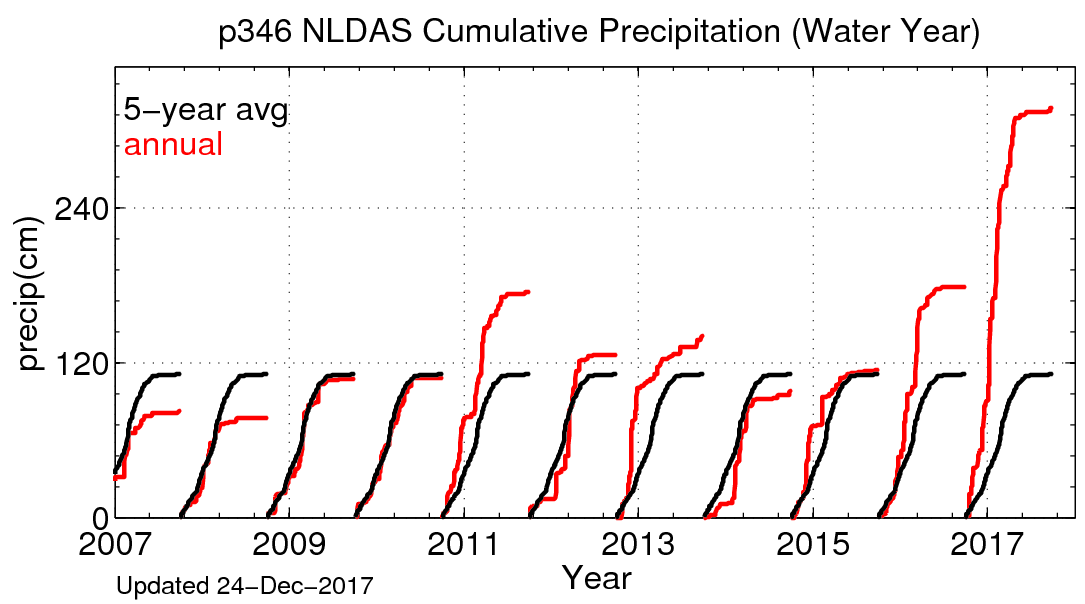 p346 NLDAS Cumulative Precipitation (Water Year)
5−year avg
annual
240
120
0
precip(cm)
2007 2009 2011 2013 2015 2017
Year
Updated 24−Dec−2017